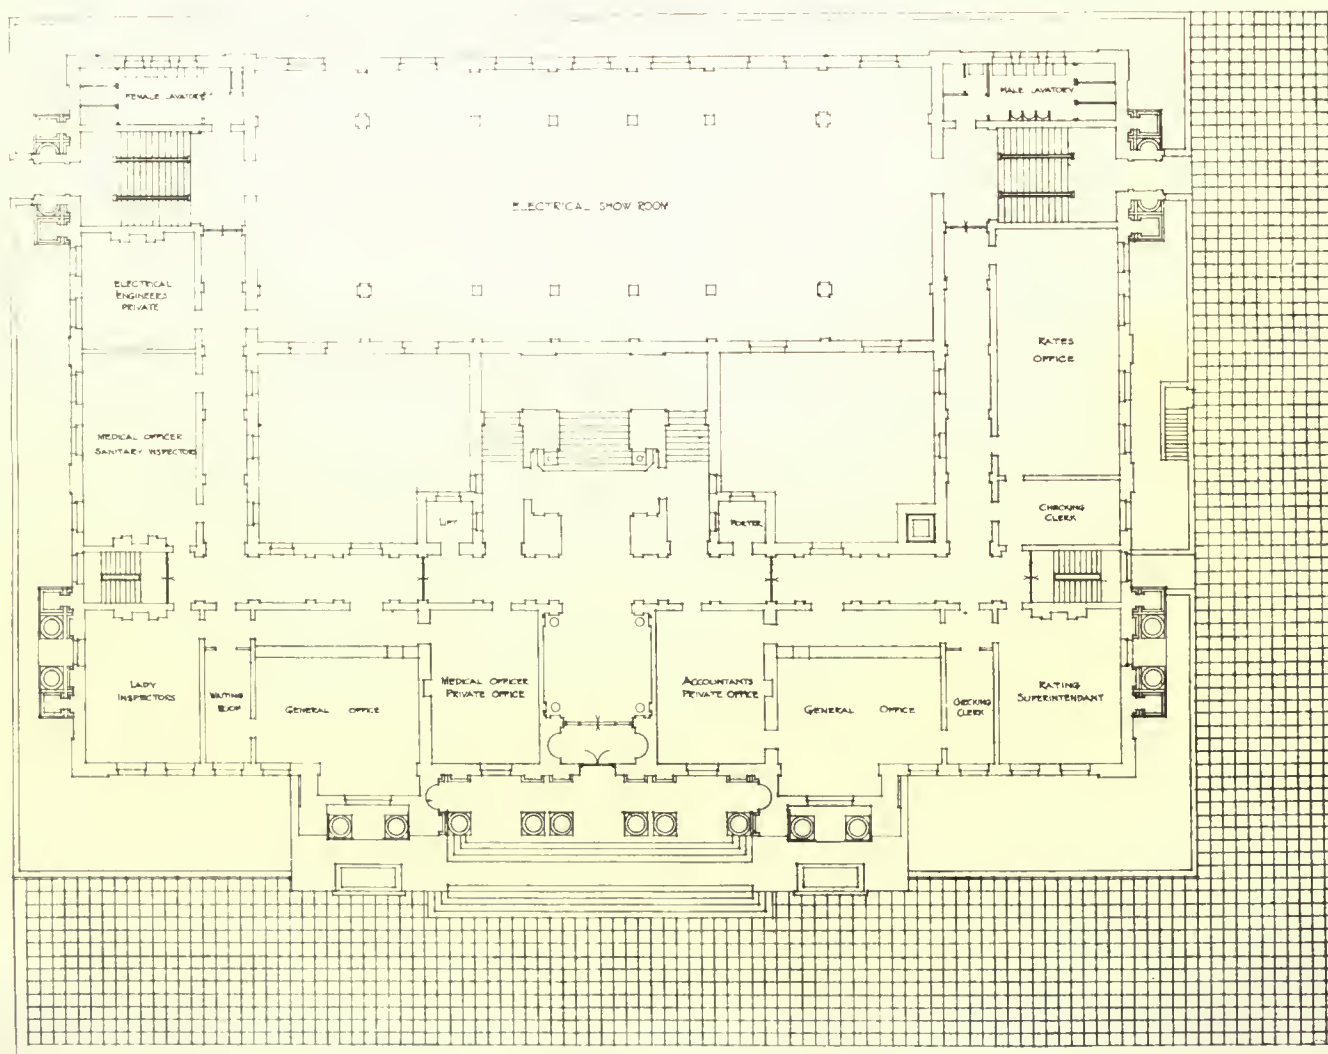 FEMALE LAVATORY
MALE LAVATORY
ELECTRICAL SHOW ROOM
ELECTRICAL
ENGINEERS
PRIVATE
RATES
OFFICE
MEDICAL OFFICER
SANITARY INSPECTORS
CHECKING
CLERK
LIFT
PORTER
LADY
INSPECTORS
WAITING
ROOM
GENERAL OFFICE
MEDICAL OFFICER
PRIVATE OFFICE
ACCOUNTANTS
PRIVATE OFFICE
GENERAL OFFICE
CHECKING
CLERK
RATING
SUPERINTENDANT